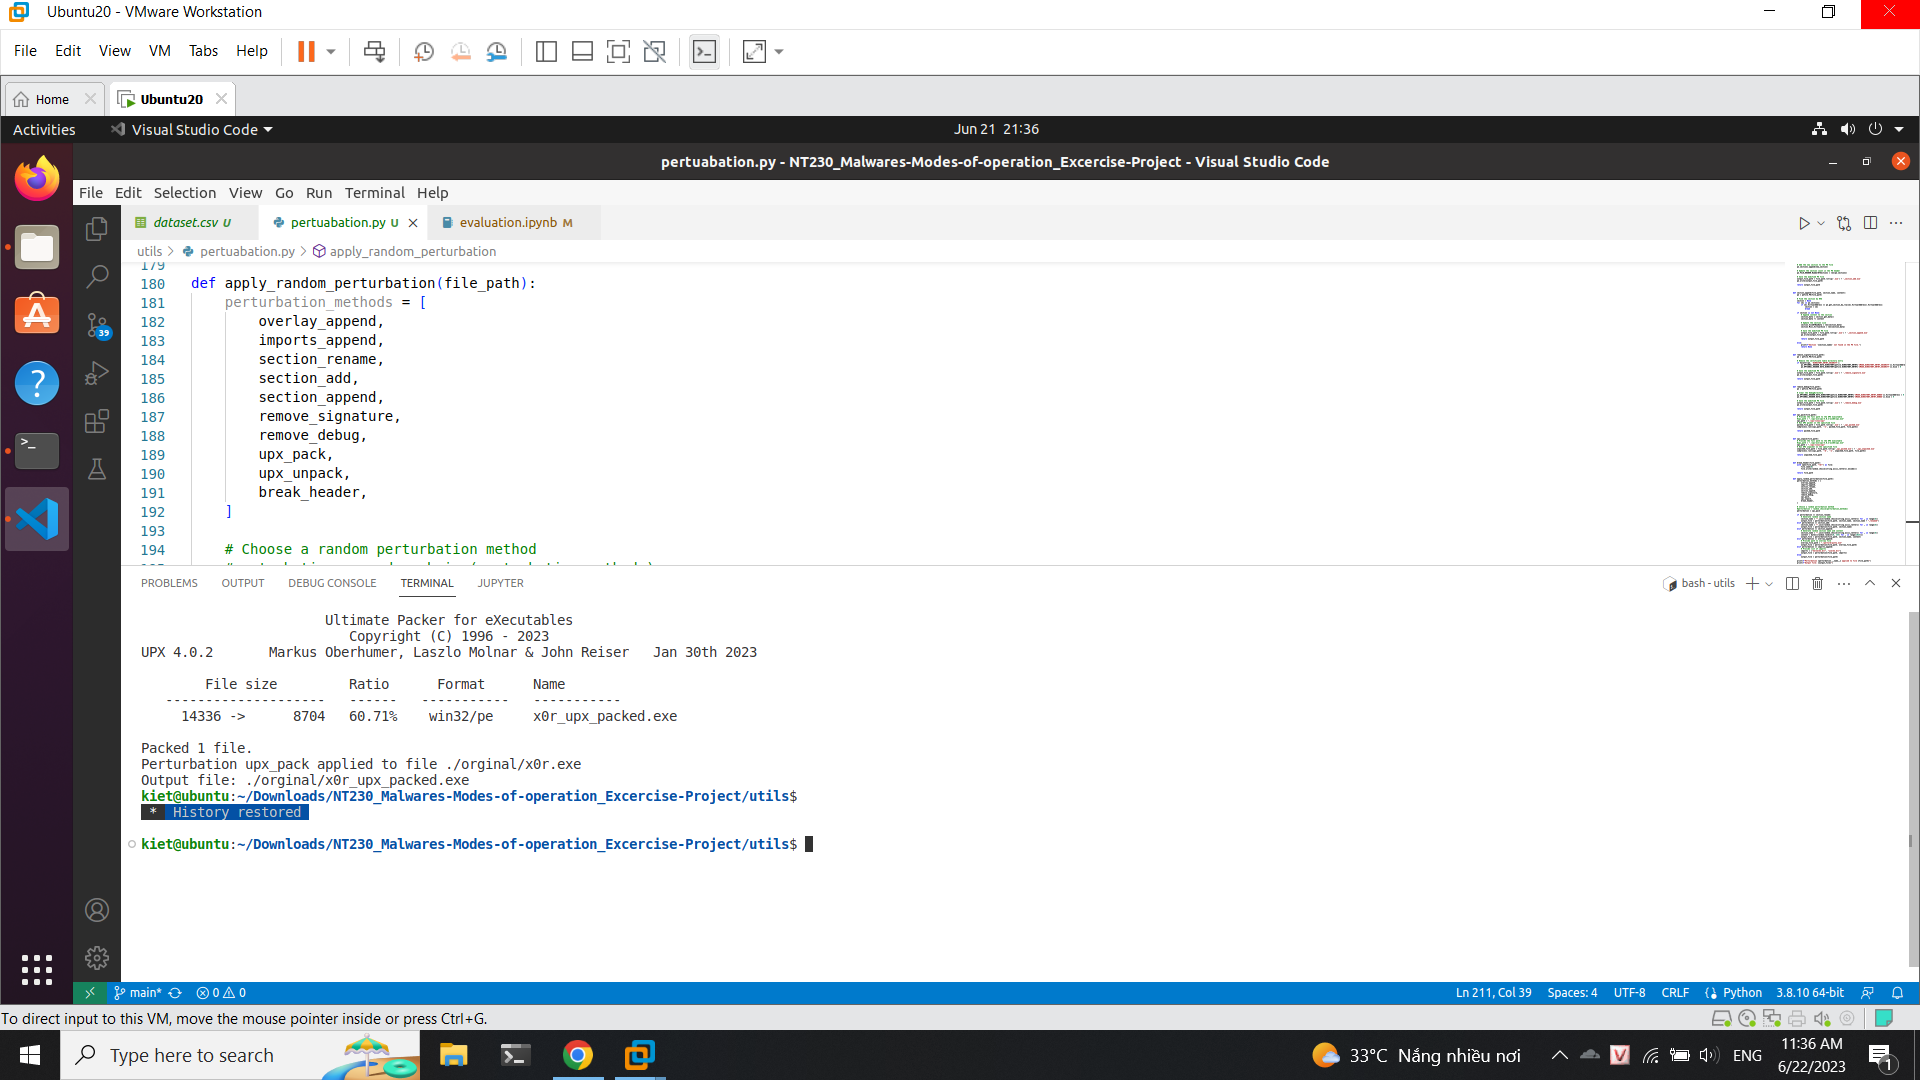 Ubuntu20 - VMware Workstation
File Edit View VM Tabs Help
Home
Ubuntu20
Activities
Visual Studio Code
Jun 21 21:36
pertuabation.py - NT230_Malwares-Modes-of-operation_Excercise-Project - Visual Studio Code
File Edit Selection View Go Run Terminal Help
dataset.csv U
pertuabation.py U
evaluation.ipynb M
utils > pertuabation.py > apply_random_perturbation
179
180 def apply_random_perturbation(file_path):
181 perturbation_methods = [
182 overlay_append,
183 imports_append,
184 section_rename,
185 section_add,
186 section_append,
187 remove_signature,
188 remove_debug,
189 upx_pack,
190 upx_unpack,
191 break_header,
192 ]
193
194 # Choose a random perturbation method
39
PROBLEMS OUTPUT DEBUG CONSOLE TERMINAL JUPYTER
bash - utils
Ultimate Packer for eXecutables
Copyright (C) 1996 - 2023
UPX 4.0.2 Markus Oberhumer, Laszlo Molnar & John Reiser Jan 30th 2023
File size Ratio Format Name
-------------------- ------ ----------- -----------
14336 -> 8704 60.71% win32/pe x0r_upx_packed.exe
Packed 1 file.
Perturbation upx_pack applied to file ./orginal/x0r.exe
Output file: ./orginal/x0r_upx_packed.exe
kiet@ubuntu:~/Downloads/NT230_Malwares-Modes-of-operation_Excercise-Project/utils$
* History restored
kiet@ubuntu:~/Downloads/NT230_Malwares-Modes-of-operation_Excercise-Project/utils$
main* 0 0
Ln 211, Col 39 Spaces: 4 UTF-8 CRLF Python 3.8.10 64-bit
To direct input to this VM, move the mouse pointer inside or press Ctrl+G.
Type here to search
33°C Nắng nhiều nơi
ENG
11:36 AM
6/22/2023
1